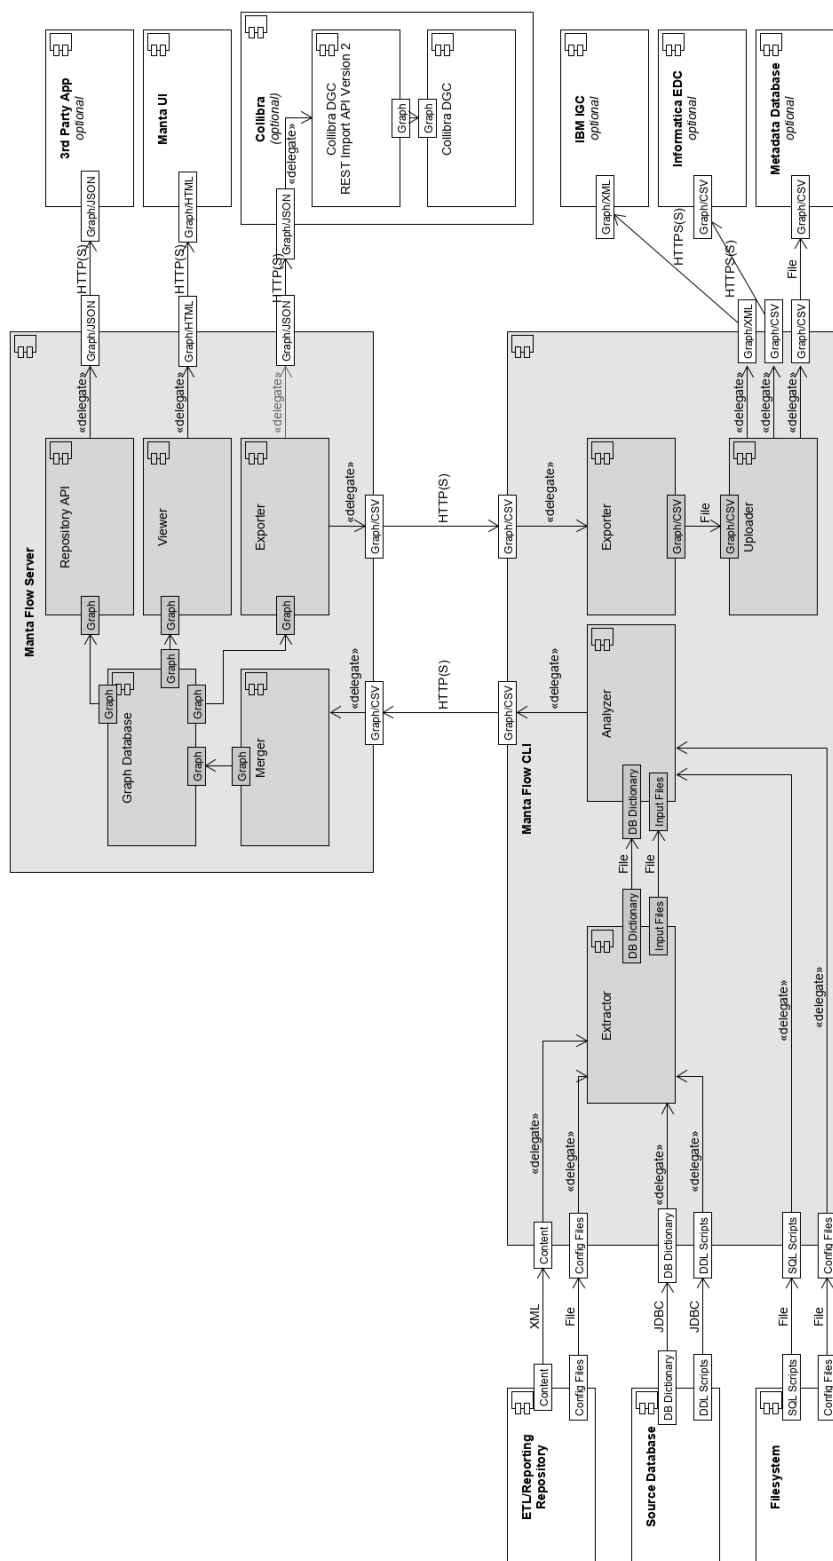 Manta Flow Server
Graph Database
Graph
Graph
Graph
Graph
Merger
Graph
Repository API
Graph
Viewer
Graph
Exporter
Graph
«delegate»
Graph/JSON
HTTP(S)
Graph/JSON
3rd Party App
optional
«delegate»
Graph/HTML
HTTP(S)
Graph/HTML
Manta UI
«delegate»
Graph/JSON
HTTP(S)
Graph/JSON
Collibra
(optional)
«delegate»
Collibra DGC
REST Import API Version 2
Graph
Graph
Collibra DGC
«delegate»
Graph/CSV
HTTP(S)
Graph/CSV
«delegate»
«delegate»
Graph/CSV
HTTP(S)
Graph/CSV
«delegate»
Manta Flow CLI
ETL/Reporting
Repository
Content
XML
Content
«delegate»
Config Files
File
Config Files
«delegate»
Source Database
DB Dictionary
JDBC
DB Dictionary
«delegate»
DDL Scripts
JDBC
DDL Scripts
«delegate»
Filesystem
SQL Scripts
File
SQL Scripts
«delegate»
Config Files
File
Config Files
«delegate»
Extractor
DB Dictionary
File
DB Dictionary
Input Files
File
Input Files
Analyzer
Exporter
Graph/CSV
File
Graph/CSV
Uploader
«delegate»
Graph/XML
HTTPS(S)
Graph/XML
IBM IGC
optional
«delegate»
Graph/CSV
HTTPS(S)
Graph/CSV
Informatica EDC
optional
«delegate»
Graph/CSV
File
Graph/CSV
Metadata Database
optional